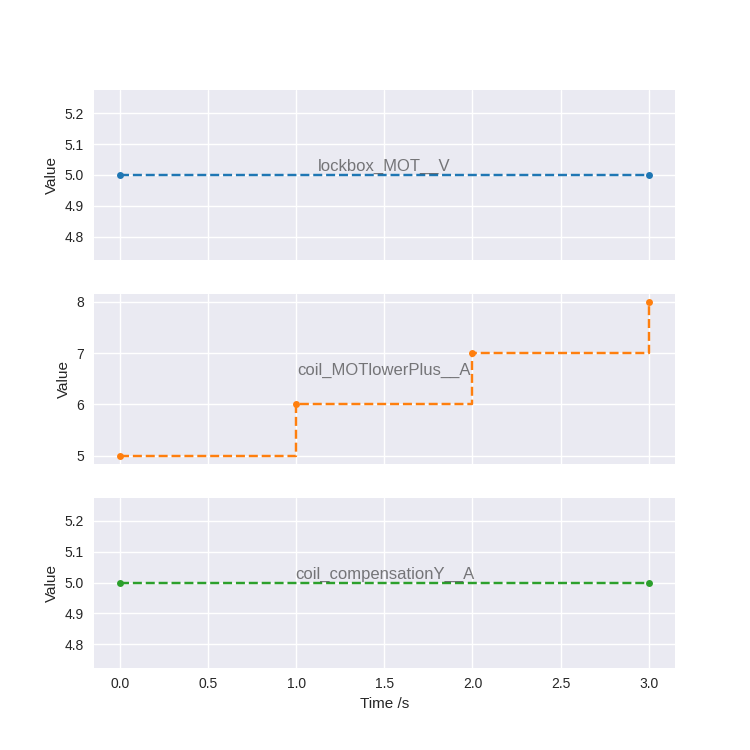 5.2
5.1
5.0
4.9
4.8
Value
lockbox_MOT__V
8
7
6
5
Value
coil_MOTlowerPlus__A
5.2
5.1
5.0
4.9
4.8
Value
coil_compensationY__A
0.0 0.5 1.0 1.5 2.0 2.5 3.0
Time /s